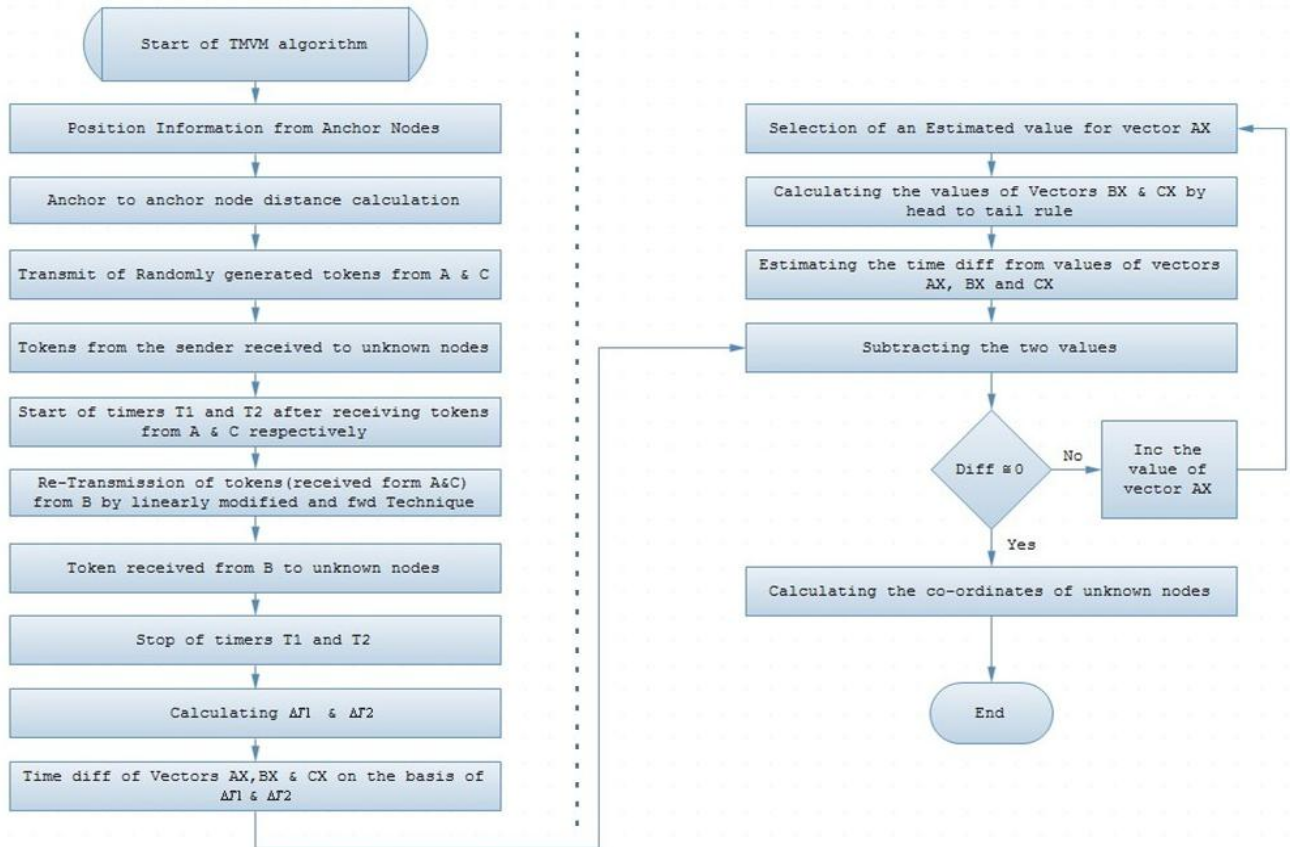 Start of TMVM algorithm
Position Information from Anchor Nodes
Anchor to anchor node distance calculation
Transmit of Randomly generated tokens from A & C
Tokens from the sender received to unknown nodes
Start of timers T1 and T2 after receiving tokens
from A & C respectively
Re-Transmission of tokens(received form A&C)
from B by linearly modified and fwd Technique
Token received from B to unknown nodes
Stop of timers T1 and T2
Calculating ΔT1 & ΔT2
Time diff of Vectors AX,BX & CX on the basis of
ΔT1 & ΔT2
Selection of an Estimated value for vector AX
Calculating the values of Vectors BX & CX by
head to tail rule
Estimating the time diff from values of vectors
AX, BX and CX
Subtracting the two values
Diff ≅ 0
No
Inc the
value of
vector AX
Yes
Calculating the co-ordinates of unknown nodes
End